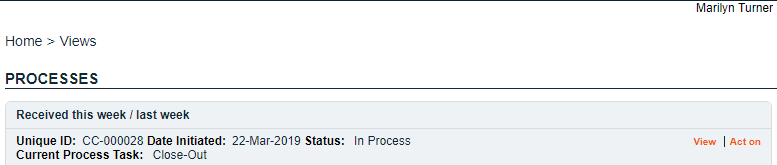 Marilyn Turner
Home > Views
PROCESSES
Received this week / last week
Unique ID: CC-000028 Date Initiated: 22-Mar-2019 Status: In Process
View | Act on
Current Process Task: Close-Out